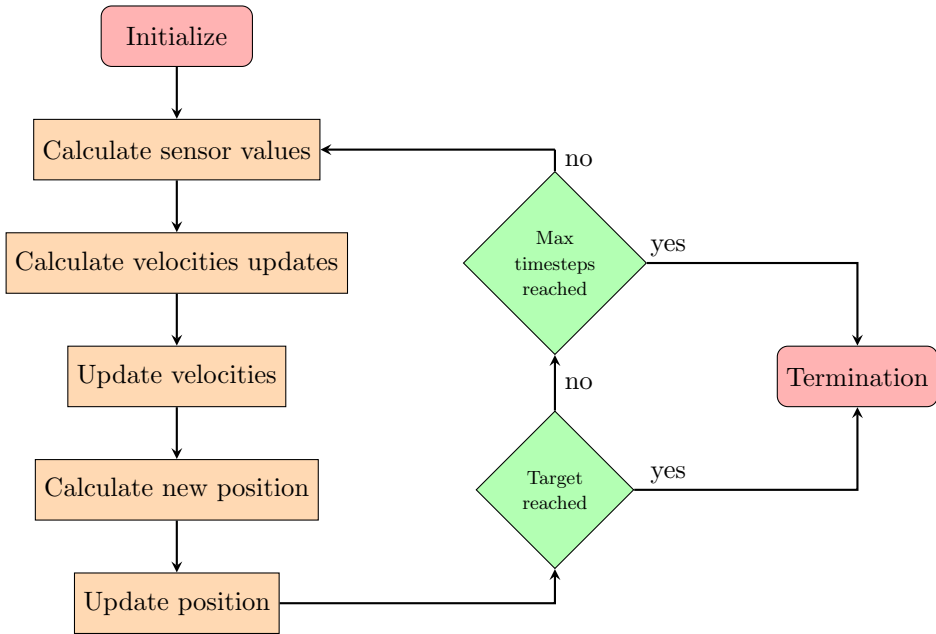 Initialize
Calculate sensor values
no
Max
timesteps
reached
yes
Calculate velocities updates
Update velocities
no
Termination
Calculate new position
Target
reached
yes
Update position